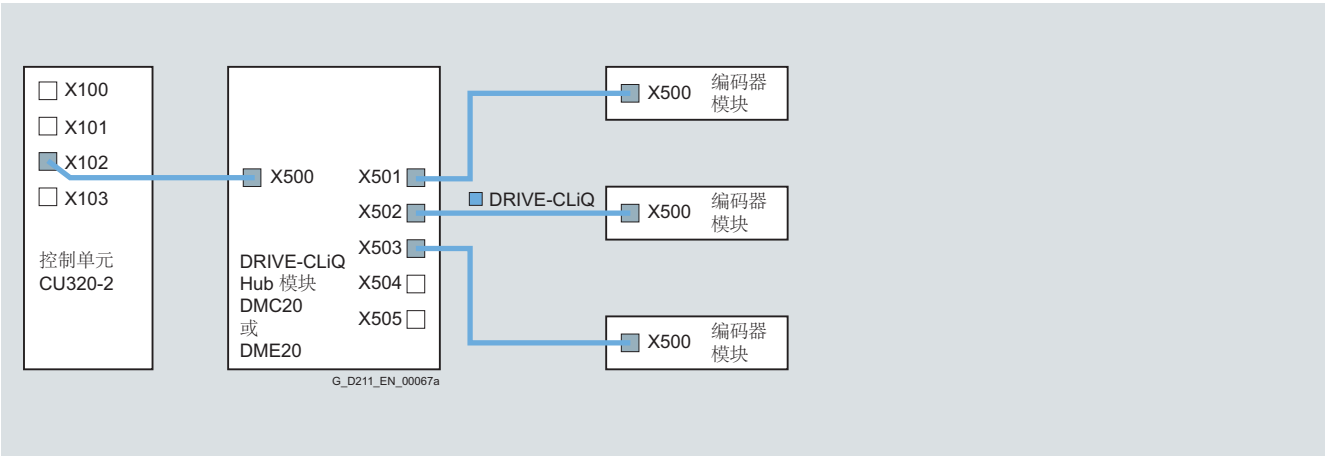 X100
X101
X102
X103
控制单元
CU320-2
X500
X501
X502
X503
X504
X505
DRIVE-CLiQ
Hub 模块
DMC20
或
DME20
G_D211_EN_00067a
DRIVE-CLiQ
X500
编码器
模块
X500
编码器
模块
X500
编码器
模块